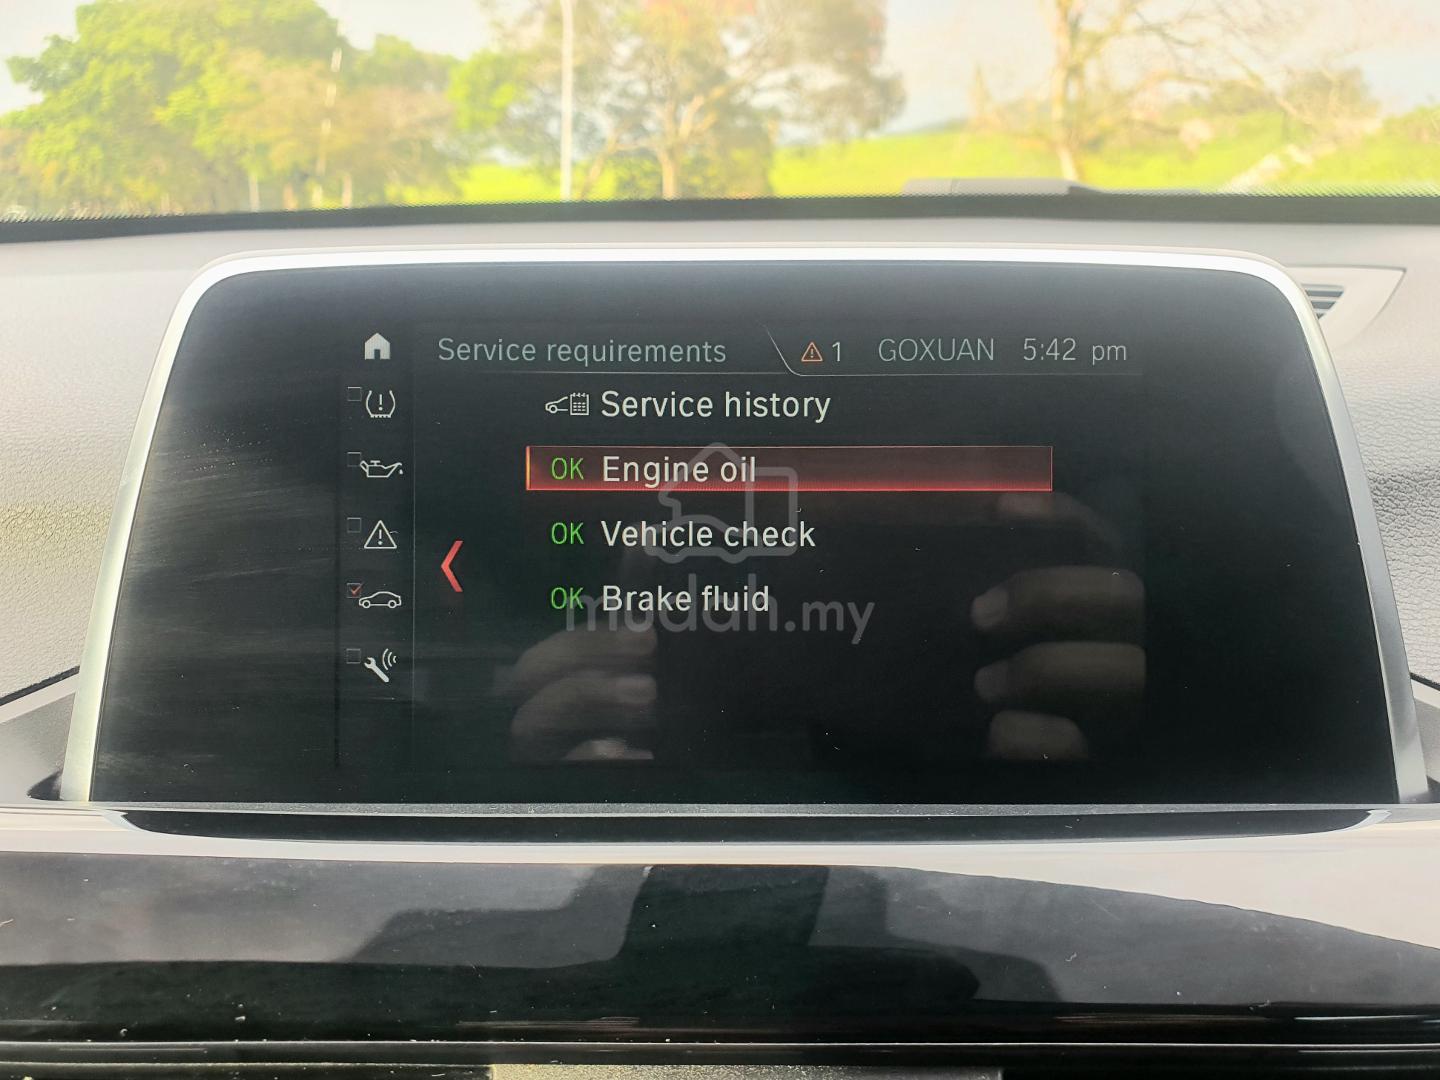 Service requirements 1 GOXUAN 5:42 pm
Service history
OK Engine oil
OK Vehicle check
OK Brake fluid
mudah.my